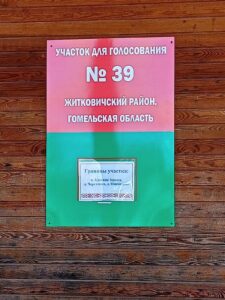 УЧАСТОК ДЛЯ ГОЛОСОВАНИЯ
№ 39
ЖИТКОВИЧСКИЙ РАЙОН,
ГОМЕЛЬСКАЯ ОБЛАСТЬ
Границы участка: